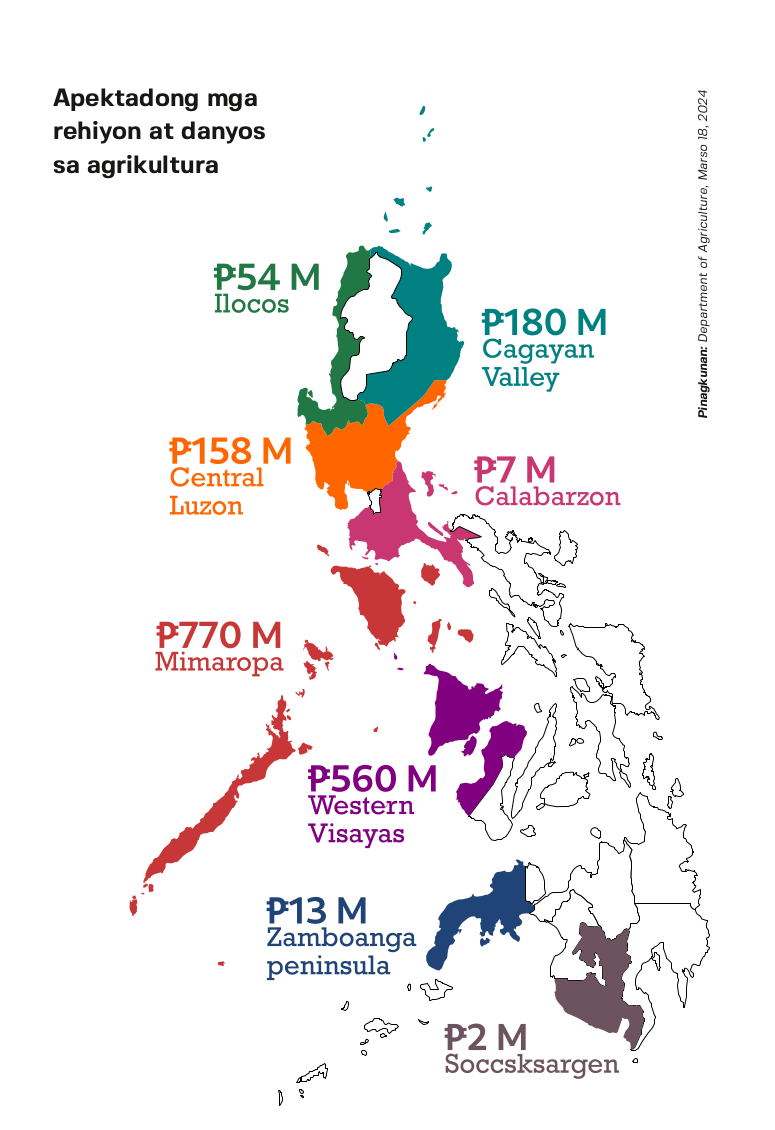 Apektadong mga
rehiyon at danyos
sa agrikultura
Pinagkunan: Department of Agriculture, Marso 18, 2024
₱54 M
Ilocos
₱180 M
Cagayan
Valley
₱158 M
Central
Luzon
₱7 M
Calabarzon
₱770 M
Mimaropa
₱560 M
Western
Visayas
₱13 M
Zamboanga
peninsula
₱2 M
Soccsksargen